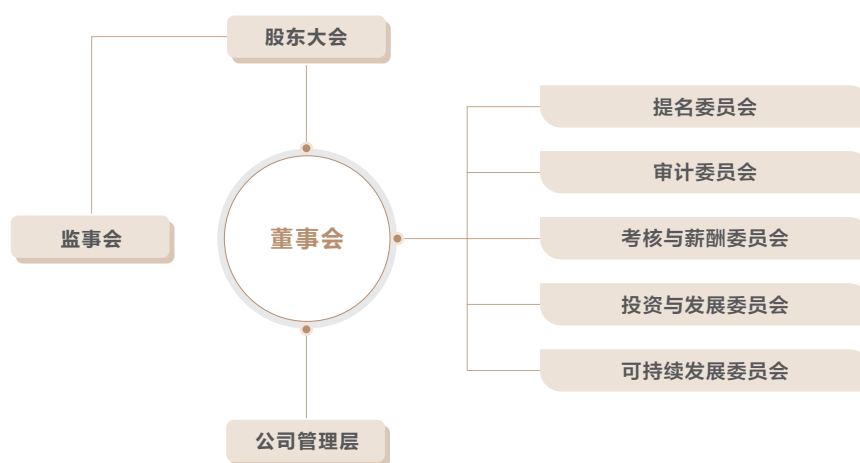 股东大会
提名委员会
审计委员会
监事会
董事会
考核与薪酬委员会
投资与发展委员会
可持续发展委员会
公司管理层